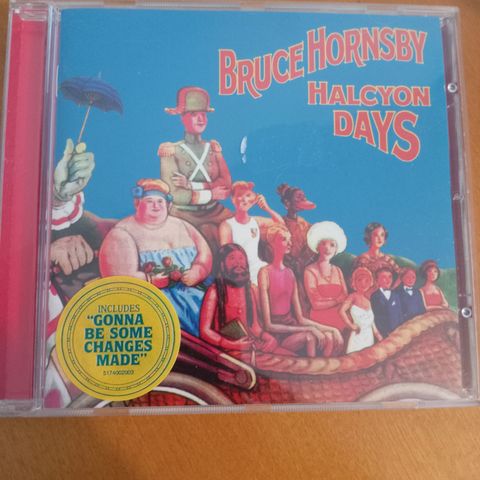 BRUCE HORNSBY
HALCYON
DAYS
INCLUDES
"GONNA
BE SOME
CHANGES
MADE"
5174002003